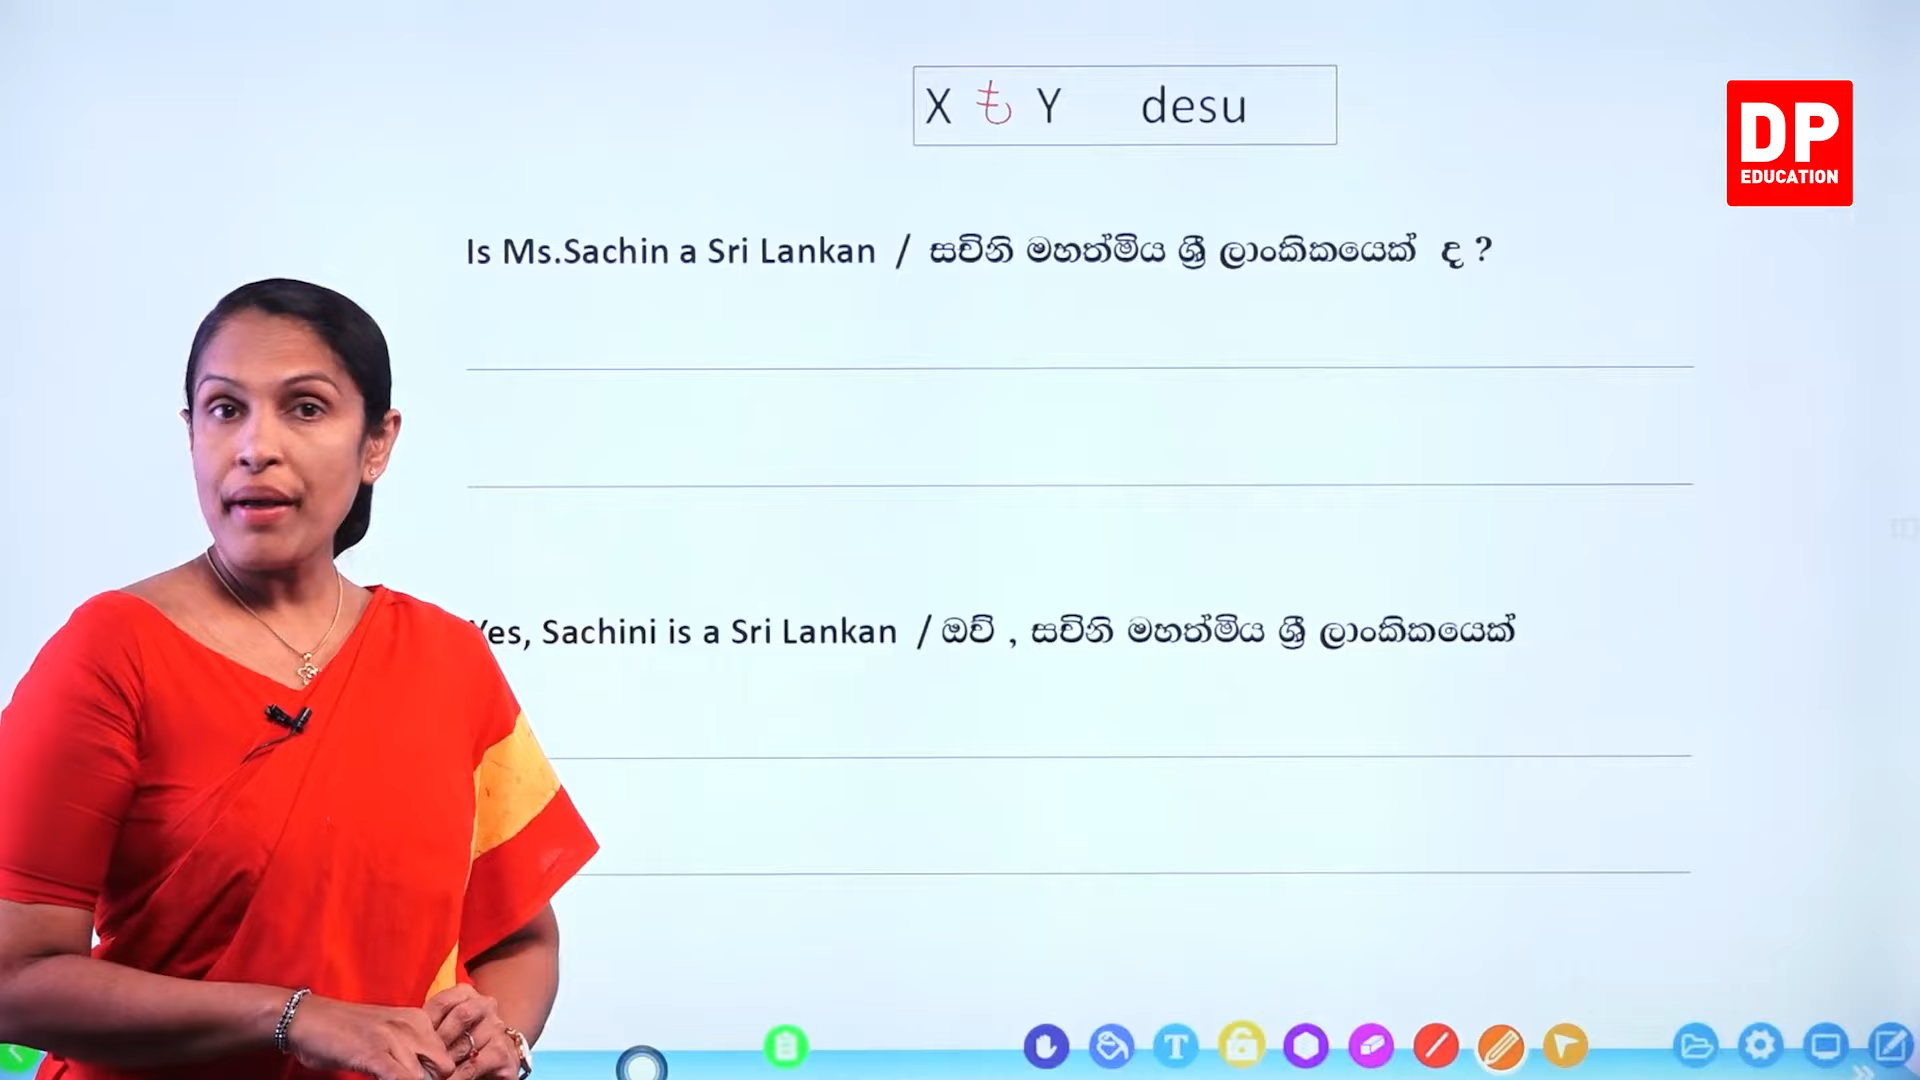 X も Y desu
DP
EDUCATION
Is Ms.Sachin a Sri Lankan / සචිනි මහත්මිය ශ්‍රී ලාංකිකයෙක් ද ?
Yes, Sachini is a Sri Lankan / ඔව් , සචිනි මහත්මිය ශ්‍රී ලාංකිකයෙක්
T